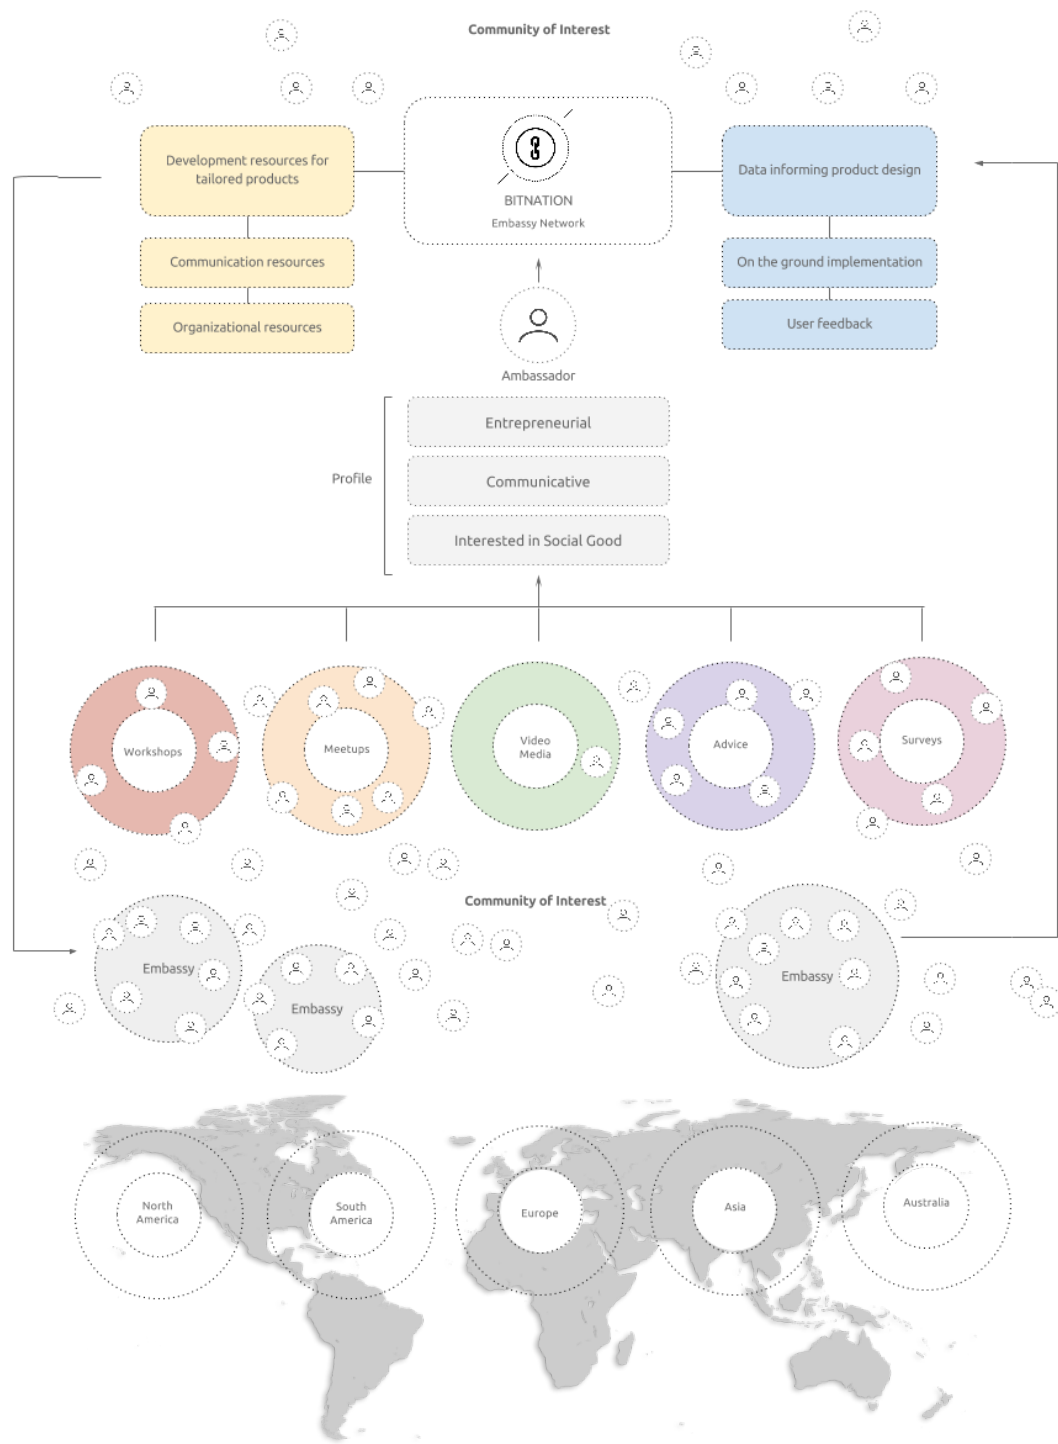 Community of Interest
Development resources for
tailored products
BITNATION
Embassy Network
Data informing product design
Communication resources
On the ground implementation
Organizational resources
User feedback
Ambassador
Entrepreneurial
Profile
Communicative
Interested in Social Good
Workshops
Meetups
Video
Media
Advice
Surveys
Community of Interest
Embassy
Embassy
Embassy
North
America
South
America
Europe
Asia
Australia